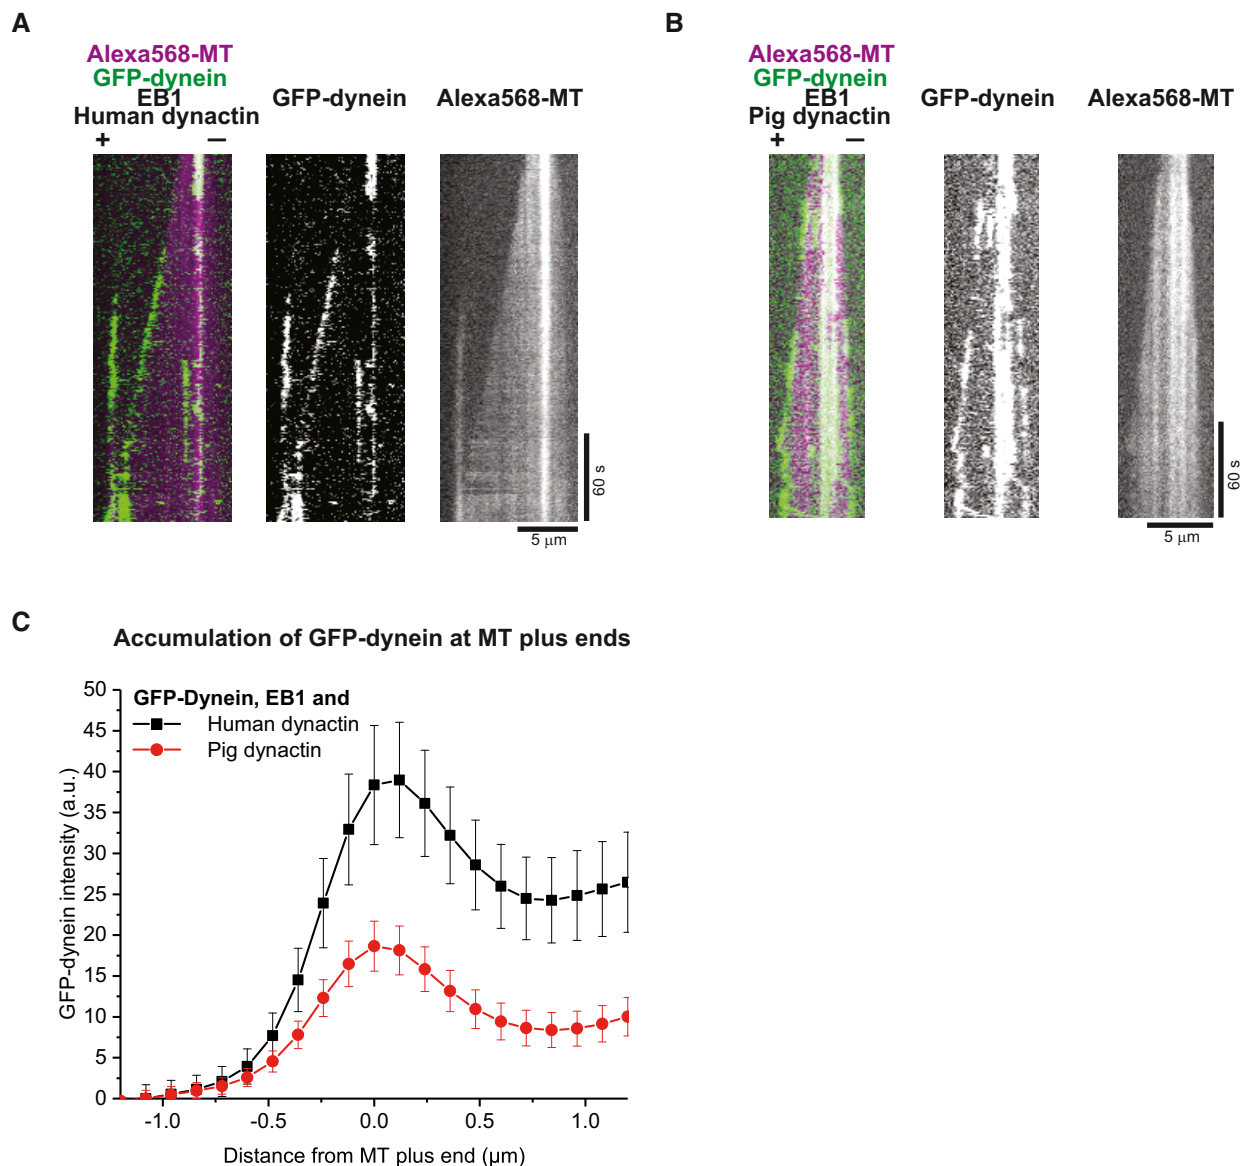 A
Alexa568-MT
GFP-dynein
EB1
Human dynactin
+ –
GFP-dynein
Alexa568-MT
60 s
5 μm
B
Alexa568-MT
GFP-dynein
EB1
Pig dynactin
+ –
GFP-dynein
Alexa568-MT
60 s
5 μm
C
Accumulation of GFP-dynein at MT plus ends
GFP-Dynein, EB1 and
Human dynactin
Pig dynactin
GFP-dynein intensity (a.u.)
50
45
40
35
30
25
20
15
10
5
0
-1.0 -0.5 0.0 0.5 1.0
Distance from MT plus end (μm)